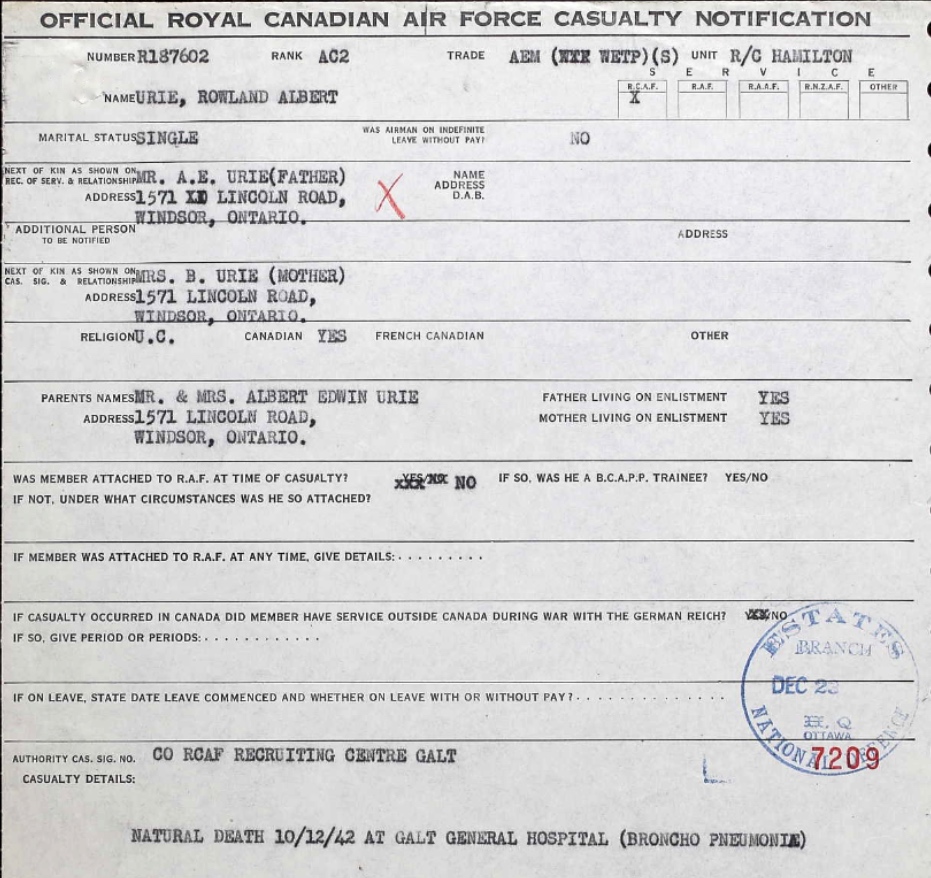 OFFICIAL ROYAL CANADIAN AIR FORCE CASUALTY NOTIFICATION
NUMBER R187602 RANK AC2 TRADE AEM ( WETP)(S) UNIT R/C HAMILTON
S E R V I C E
R.C.A.F. R.A.F. R.A.A.F. R.N.Z.A.F. OTHER
NAME URIE, ROWLAND ALBERT X
MARITAL STATUS SINGLE WAS AIRMAN ON INDEFINITE LEAVE WITHOUT PAY? NO
NEXT OF KIN AS SHOWN ON REC. OF SERV. & RELATIONSHIP MR. A.E. URIE(FATHER) X NAME
ADDRESS 1571 LINCOLN ROAD, ADDRESS
WINDSOR, ONTARIO. D.A.B.
ADDITIONAL PERSON TO BE NOTIFIED ADDRESS
NEXT OF KIN AS SHOWN ON CAS. SIG. & RELATIONSHIP MRS. B. URIE (MOTHER)
ADDRESS 1571 LINCOLN ROAD,
WINDSOR, ONTARIO.
RELIGION U.C. CANADIAN YES FRENCH CANADIAN OTHER
PARENTS NAMES MR. & MRS. ALBERT EDWIN URIE FATHER LIVING ON ENLISTMENT YES
ADDRESS 1571 LINCOLN ROAD, MOTHER LIVING ON ENLISTMENT YES
WINDSOR, ONTARIO.
WAS MEMBER ATTACHED TO R.A.F. AT TIME OF CASUALTY? YES/NO NO IF SO, WAS HE A B.C.A.P.P. TRAINEE? YES/NO
IF NOT, UNDER WHAT CIRCUMSTANCES WAS HE SO ATTACHED?
IF MEMBER WAS ATTACHED TO R.A.F. AT ANY TIME, GIVE DETAILS: . . . . . . . . .
IF CASUALTY OCCURRED IN CANADA DID MEMBER HAVE SERVICE OUTSIDE CANADA DURING WAR WITH THE GERMAN REICH? YES/NO
IF SO, GIVE PERIOD OR PERIODS: . . . . . . . . . . . .
IF ON LEAVE, STATE DATE LEAVE COMMENCED AND WHETHER ON LEAVE WITH OR WITHOUT PAY? . . . . . . . . . . . . . . .
ESTATES
BRANCH
DEC 23
H. Q
OTTAWA
NATIONAL DEFENCE
7209
AUTHORITY CAS. SIG. NO. CO RCAF RECRUITING CENTRE GALT
CASUALTY DETAILS:
NATURAL DEATH 10/12/42 AT GALT GENERAL HOSPITAL (BRONCHO PNEUMONIA)